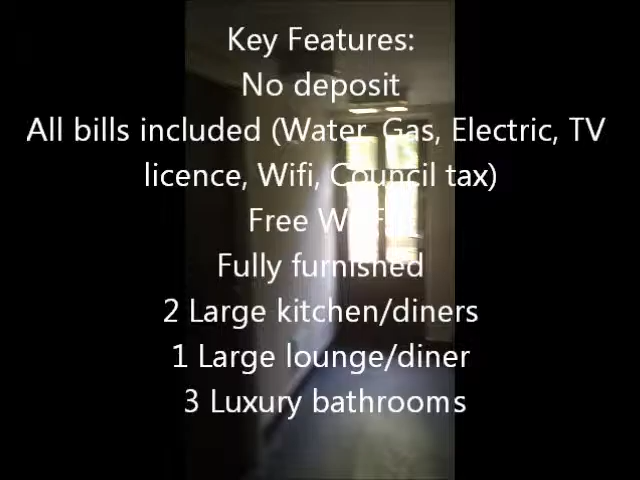 Key Features:
No deposit
All bills included (Water, Gas, Electric, TV
licence, Wifi, Council tax)
Free
Fully furnished
2 Large kitchen/diners
1 Large lounge/diner
3 Luxury bathrooms